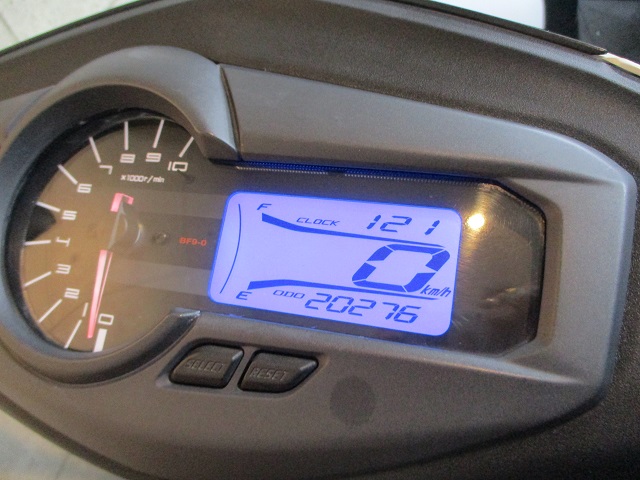 10
9
8
7
6
5
4
3
2
1
0
x1000r/min
F
CLOCK 121
0 km/h
E ODO 20276
SELECT RESET